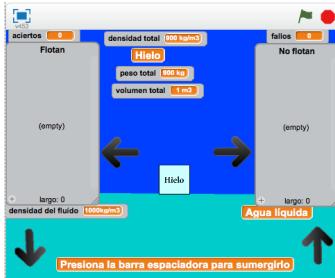 v453
aciertos 0
densidad total 900 kg/m3
fallos 0
Flotan
Hielo
No flotan
peso total 900 kg
volumen total 1 m3
(empty)
(empty)
Hielo
+ largo: 0
+ largo: 0
densidad del fluído 1000kg/m3
Agua líquida
Presiona la barra espaciadora para sumergirlo